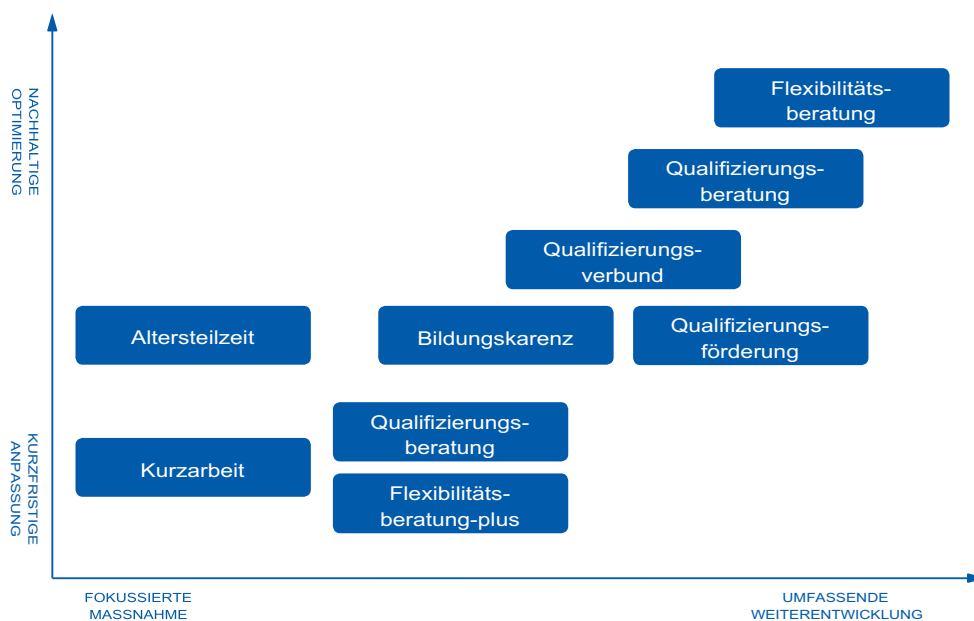 NACHHALTIGE
OPTIMIERUNG
Flexibilitäts-
beratung
Qualifizierungs-
beratung
Qualifizierungs-
verbund
Altersteilzeit
Bildungskarenz
Qualifizierungs-
förderung
KURZFRISTIGE
ANPASSUNG
Kurzarbeit
Qualifizierungs-
beratung
Flexibilitäts-
beratung-plus
FOKUSSIERTE
MASSNAHME
UMFASSENDE
WEITERENTWICKLUNG